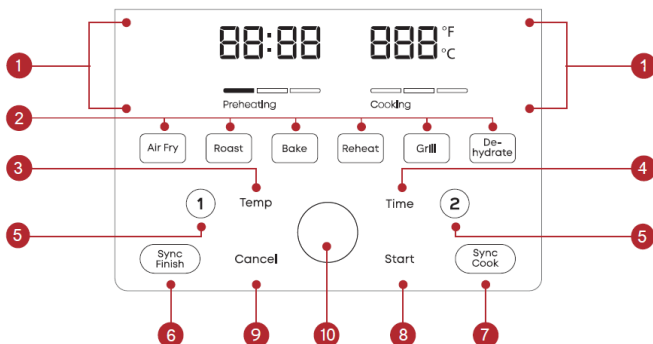 88:88 888 °F
°C
1 1
Preheating Cooking
2
Air Fry Roast Bake Reheat Grill De-
hydrate
3 4
1 Temp Time 2
5 5
Sync
Finish Cancel Start Sync
Cook
6 9 10 8 7